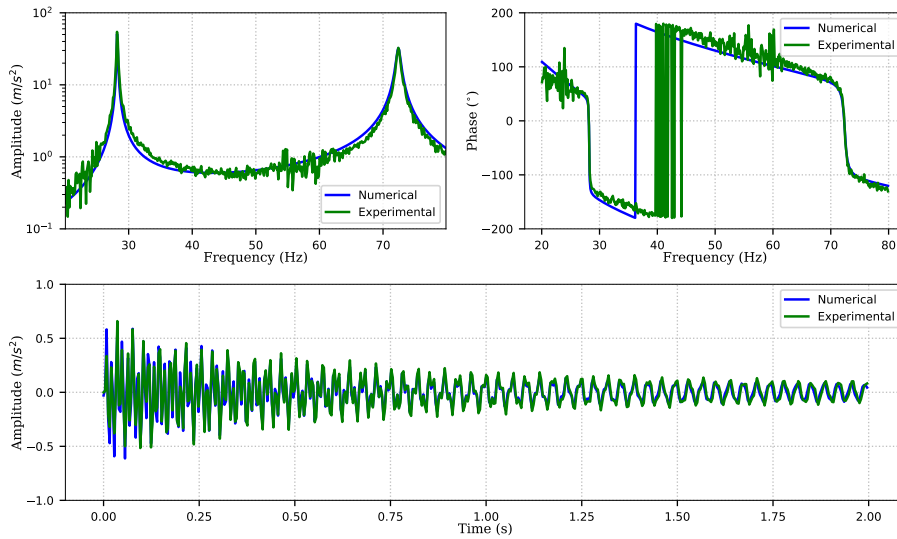 10²
10¹
10⁰
10⁻¹
Amplitude (m/s²)
30
40
50
60
70
Frequency (Hz)
Numerical
Experimental
200
100
0
−100
−200
Phase (°)
20
30
40
50
60
70
80
Frequency (Hz)
Numerical
Experimental
1.0
0.5
0.0
−0.5
−1.0
Amplitude (m/s²)
0.00
0.25
0.50
0.75
1.00
1.25
1.50
1.75
2.00
Time (s)
Numerical
Experimental